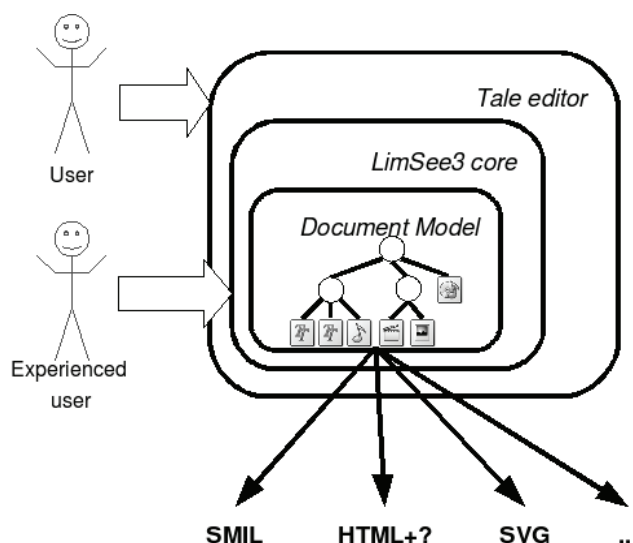 Tale editor
LimSee3 core
User
Document Model
Experienced
user
SMIL HTML+? SVG ..